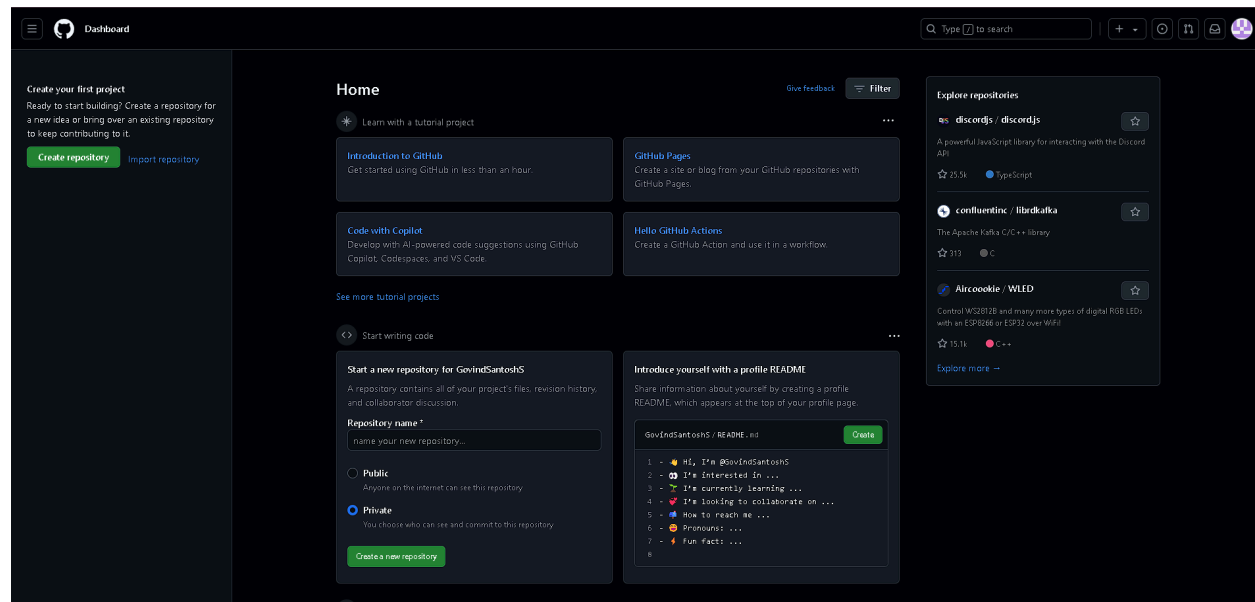 Dashboard
Type / to search
Create your first project
Ready to start building? Create a repository for
a new idea or bring over an existing repository
to keep contributing to it.
Create repository
Import repository
Home
Give feedback
Filter
Learn with a tutorial project
Introduction to GitHub
Get started using GitHub in less than an hour.
GitHub Pages
Create a site or blog from your GitHub repositories with
GitHub Pages.
Code with Copilot
Develop with AI-powered code suggestions using GitHub
Copilot, Codespaces, and VS Code.
Hello GitHub Actions
Create a GitHub Action and use it in a workflow.
See more tutorial projects
Start writing code
Start a new repository for GovindSantoshS
A repository contains all of your project's files, revision history,
and collaborator discussion.
Repository name *
name your new repository...
Public
Anyone on the internet can see this repository
Private
You choose who can see and commit to this repository
Create a new repository
Introduce yourself with a profile README
Share information about yourself by creating a profile
README, which appears at the top of your profile page.
GovindSantoshS / README.md
Create
1 - 👋 Hi, I'm @GovindSantoshS
2 - 👀 I'm interested in ...
3 - 🌱 I'm currently learning ...
4 - 💞️ I'm looking to collaborate on ...
5 - 📫 How to reach me ...
6 - 😄 Pronouns: ...
7 - ⚡ Fun fact: ...
8
Explore repositories
discordjs / discord.js
A powerful JavaScript library for interacting with the Discord
API
25.5k TypeScript
confluentinc / librdkafka
The Apache Kafka C/C++ library
313 C
Aircoookie / WLED
Control WS2812B and many more types of digital RGB LEDs
with an ESP8266 or ESP32 over WiFi!
15.1k C++
Explore more →